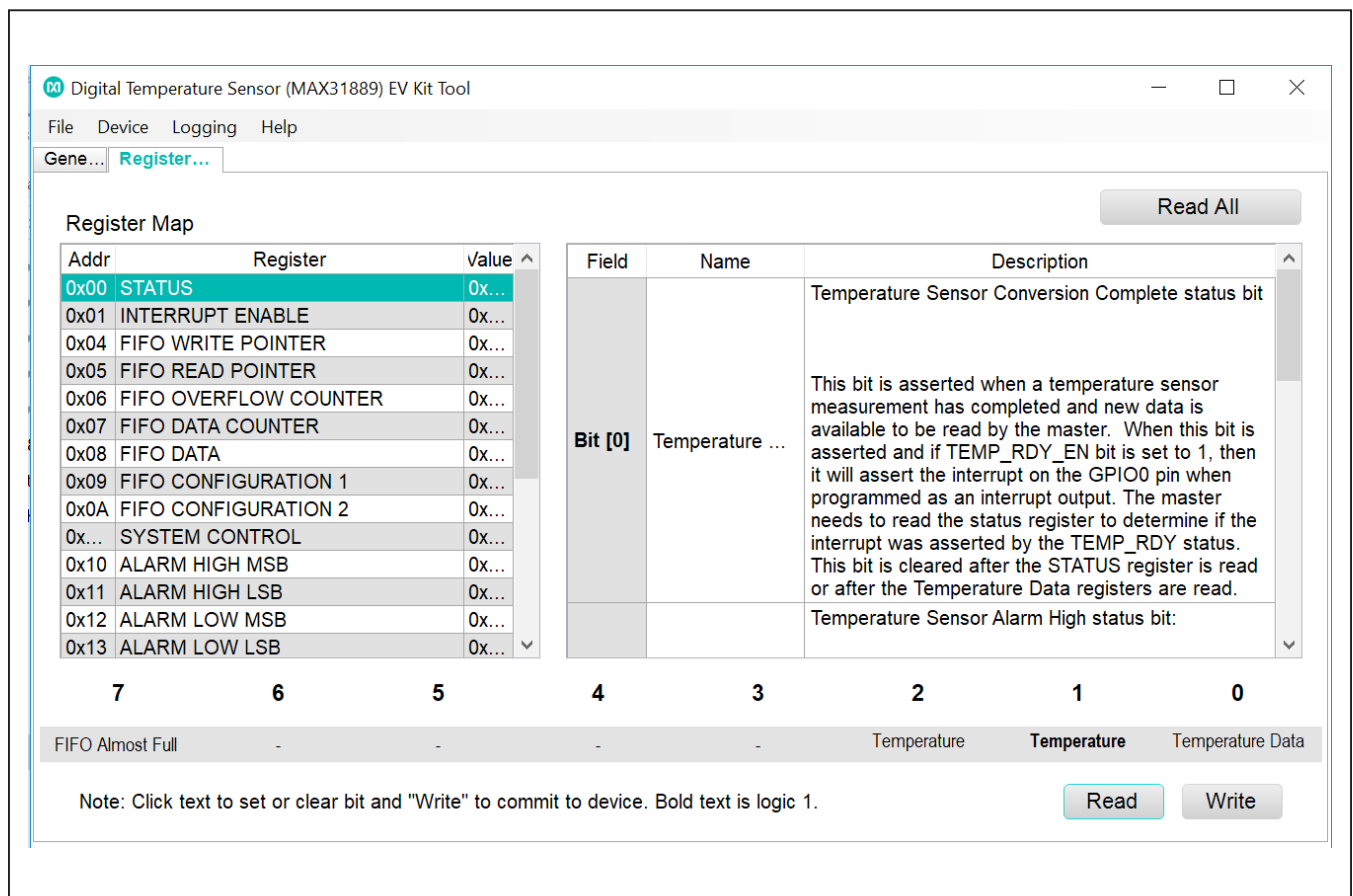 Digital Temperature Sensor (MAX31889) EV Kit Tool
File Device Logging Help
Gene... Register...
Read All
Register Map
Addr Register Value
0x00 STATUS 0x...
0x01 INTERRUPT ENABLE 0x...
0x04 FIFO WRITE POINTER 0x...
0x05 FIFO READ POINTER 0x...
0x06 FIFO OVERFLOW COUNTER 0x...
0x07 FIFO DATA COUNTER 0x...
0x08 FIFO DATA 0x...
0x09 FIFO CONFIGURATION 1 0x...
0x0A FIFO CONFIGURATION 2 0x...
0x... SYSTEM CONTROL 0x...
0x10 ALARM HIGH MSB 0x...
0x11 ALARM HIGH LSB 0x...
0x12 ALARM LOW MSB 0x...
0x13 ALARM LOW LSB 0x...
Field Name Description
Temperature Sensor Conversion Complete status bit
This bit is asserted when a temperature sensor
measurement has completed and new data is
available to be read by the master. When this bit is
Bit [0] Temperature ... asserted and if TEMP_RDY_EN bit is set to 1, then
it will assert the interrupt on the GPIO0 pin when
programmed as an interrupt output. The master
needs to read the status register to determine if the
interrupt was asserted by the TEMP_RDY status.
This bit is cleared after the STATUS register is read
or after the Temperature Data registers are read.
Temperature Sensor Alarm High status bit:
7 6 5 4 3 2 1 0
FIFO Almost Full - - - - Temperature Temperature Temperature Data
Note: Click text to set or clear bit and "Write" to commit to device. Bold text is logic 1.
Read Write